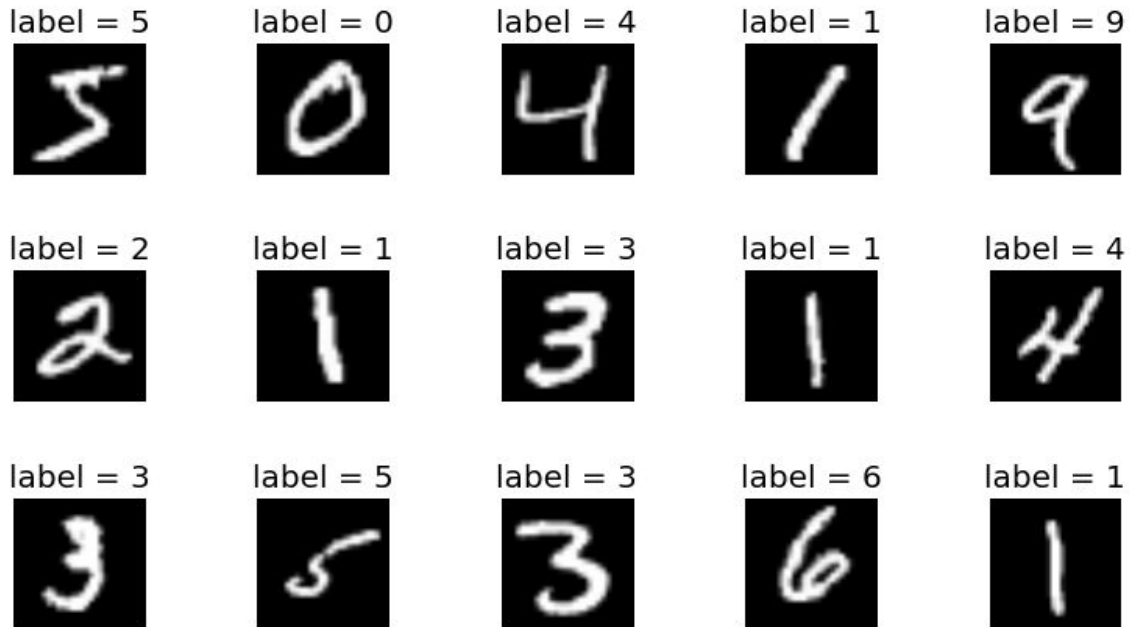 label = 5 label = 0 label = 4 label = 1 label = 9
5 0 4 1 9
label = 2 label = 1 label = 3 label = 1 label = 4
2 1 3 1 4
label = 3 label = 5 label = 3 label = 6 label = 1
3 5 3 6 1